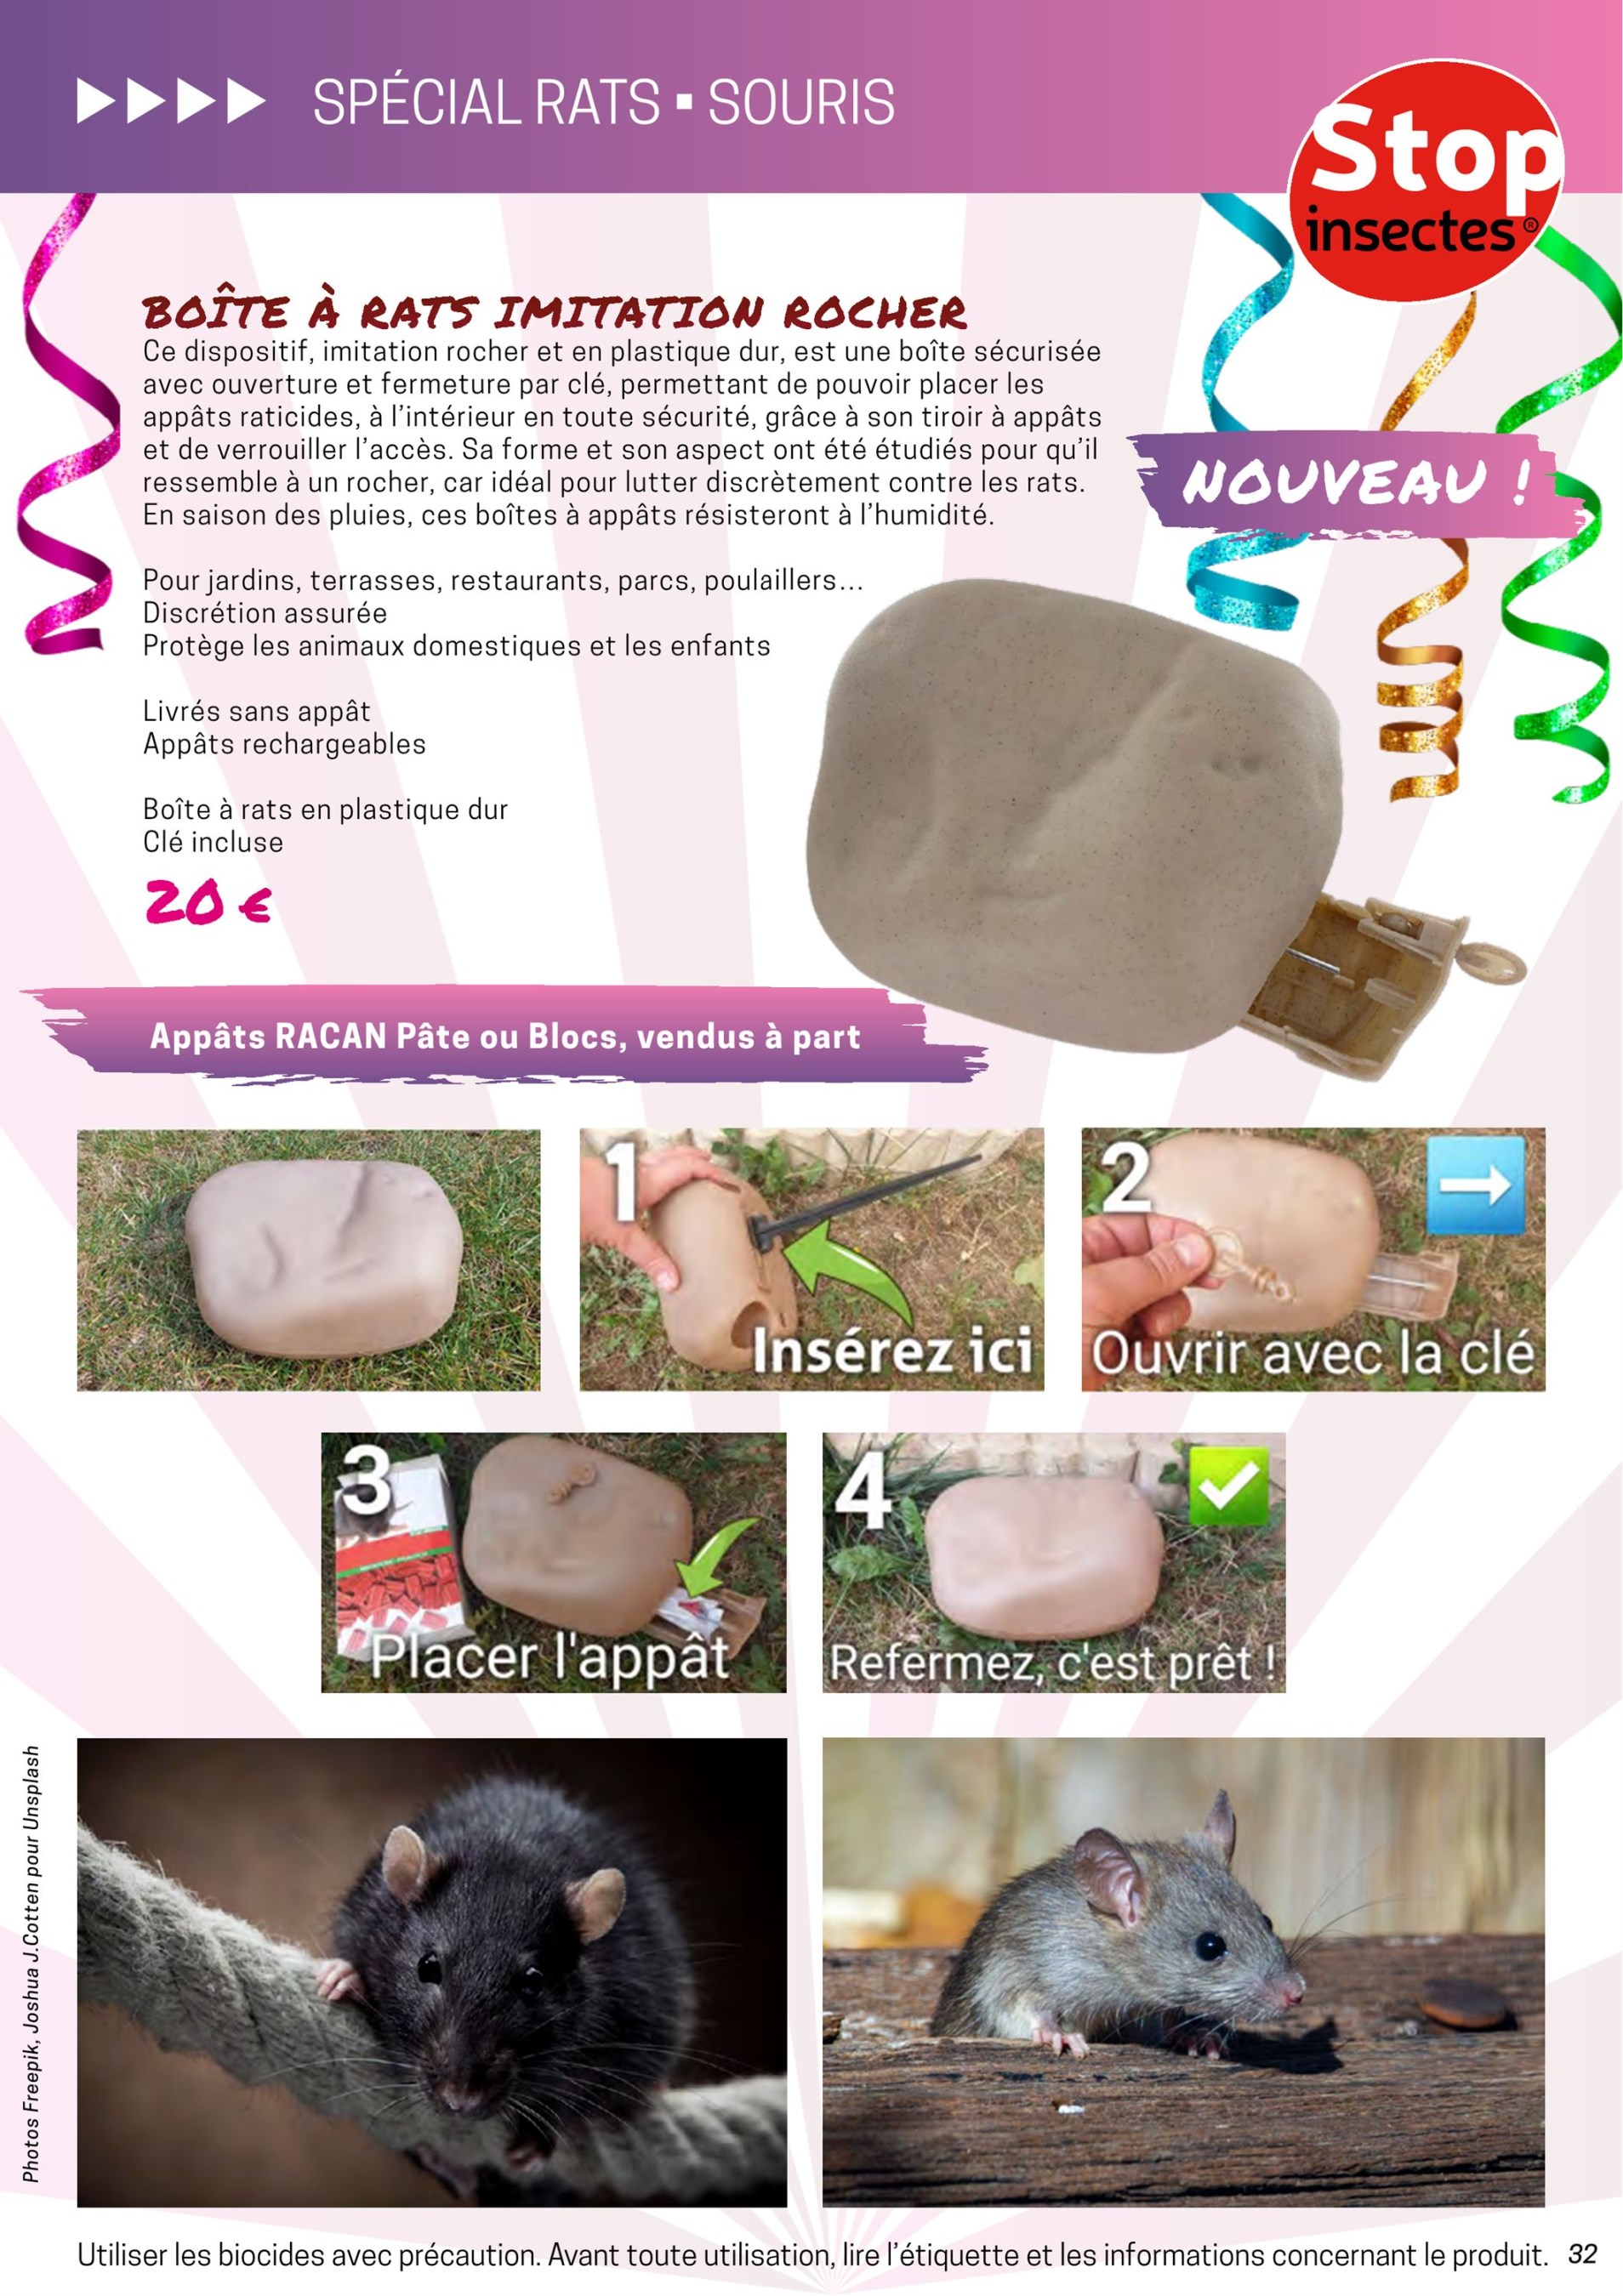 SPÉCIAL RATS ▪ SOURIS
Stop
insectes®
BOÎTE À RATS IMITATION ROCHER
Ce dispositif, imitation rocher et en plastique dur, est une boîte sécurisée
avec ouverture et fermeture par clé, permettant de pouvoir placer les
appâts raticides, à l'intérieur en toute sécurité, grâce à son tiroir à appâts
et de verrouiller l'accès. Sa forme et son aspect ont été étudiés pour qu'il
ressemble à un rocher, car idéal pour lutter discrètement contre les rats.
En saison des pluies, ces boîtes à appâts résisteront à l'humidité.
NOUVEAU !
Pour jardins, terrasses, restaurants, parcs, poulaillers...
Discrétion assurée
Protège les animaux domestiques et les enfants
Livrés sans appât
Appâts rechargeables
Boîte à rats en plastique dur
Clé incluse
20 €
Appâts RACAN Pâte ou Blocs, vendus à part
1
Insérez ici
2
Ouvrir avec la clé
3
Placer l'appât
4
Refermez, c'est prêt !
Photos Freepik, Joshua J.Cotten pour Unsplash
Utiliser les biocides avec précaution. Avant toute utilisation, lire l'étiquette et les informations concernant le produit. 32